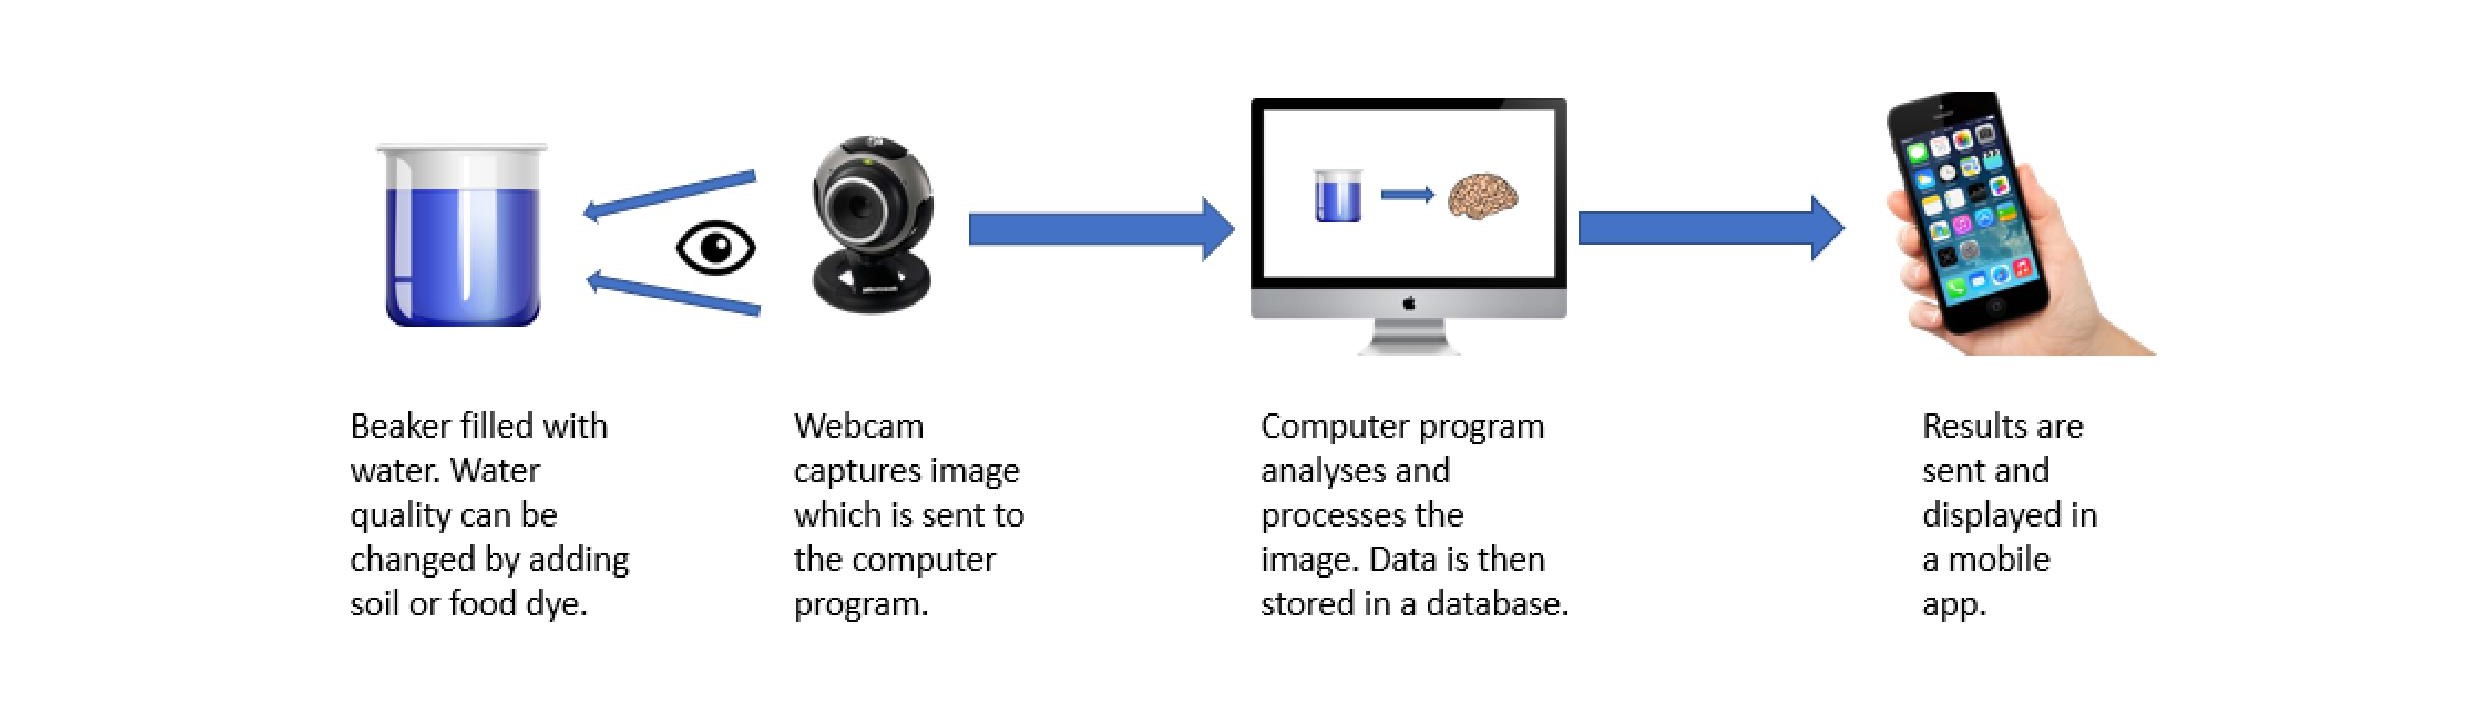 Beaker filled with
water. Water
quality can be
changed by adding
soil or food dye.
Webcam
captures image
which is sent to
the computer
program.
Computer program
analyses and
processes the
image. Data is then
stored in a database.
Results are
sent and
displayed in
a mobile
app.